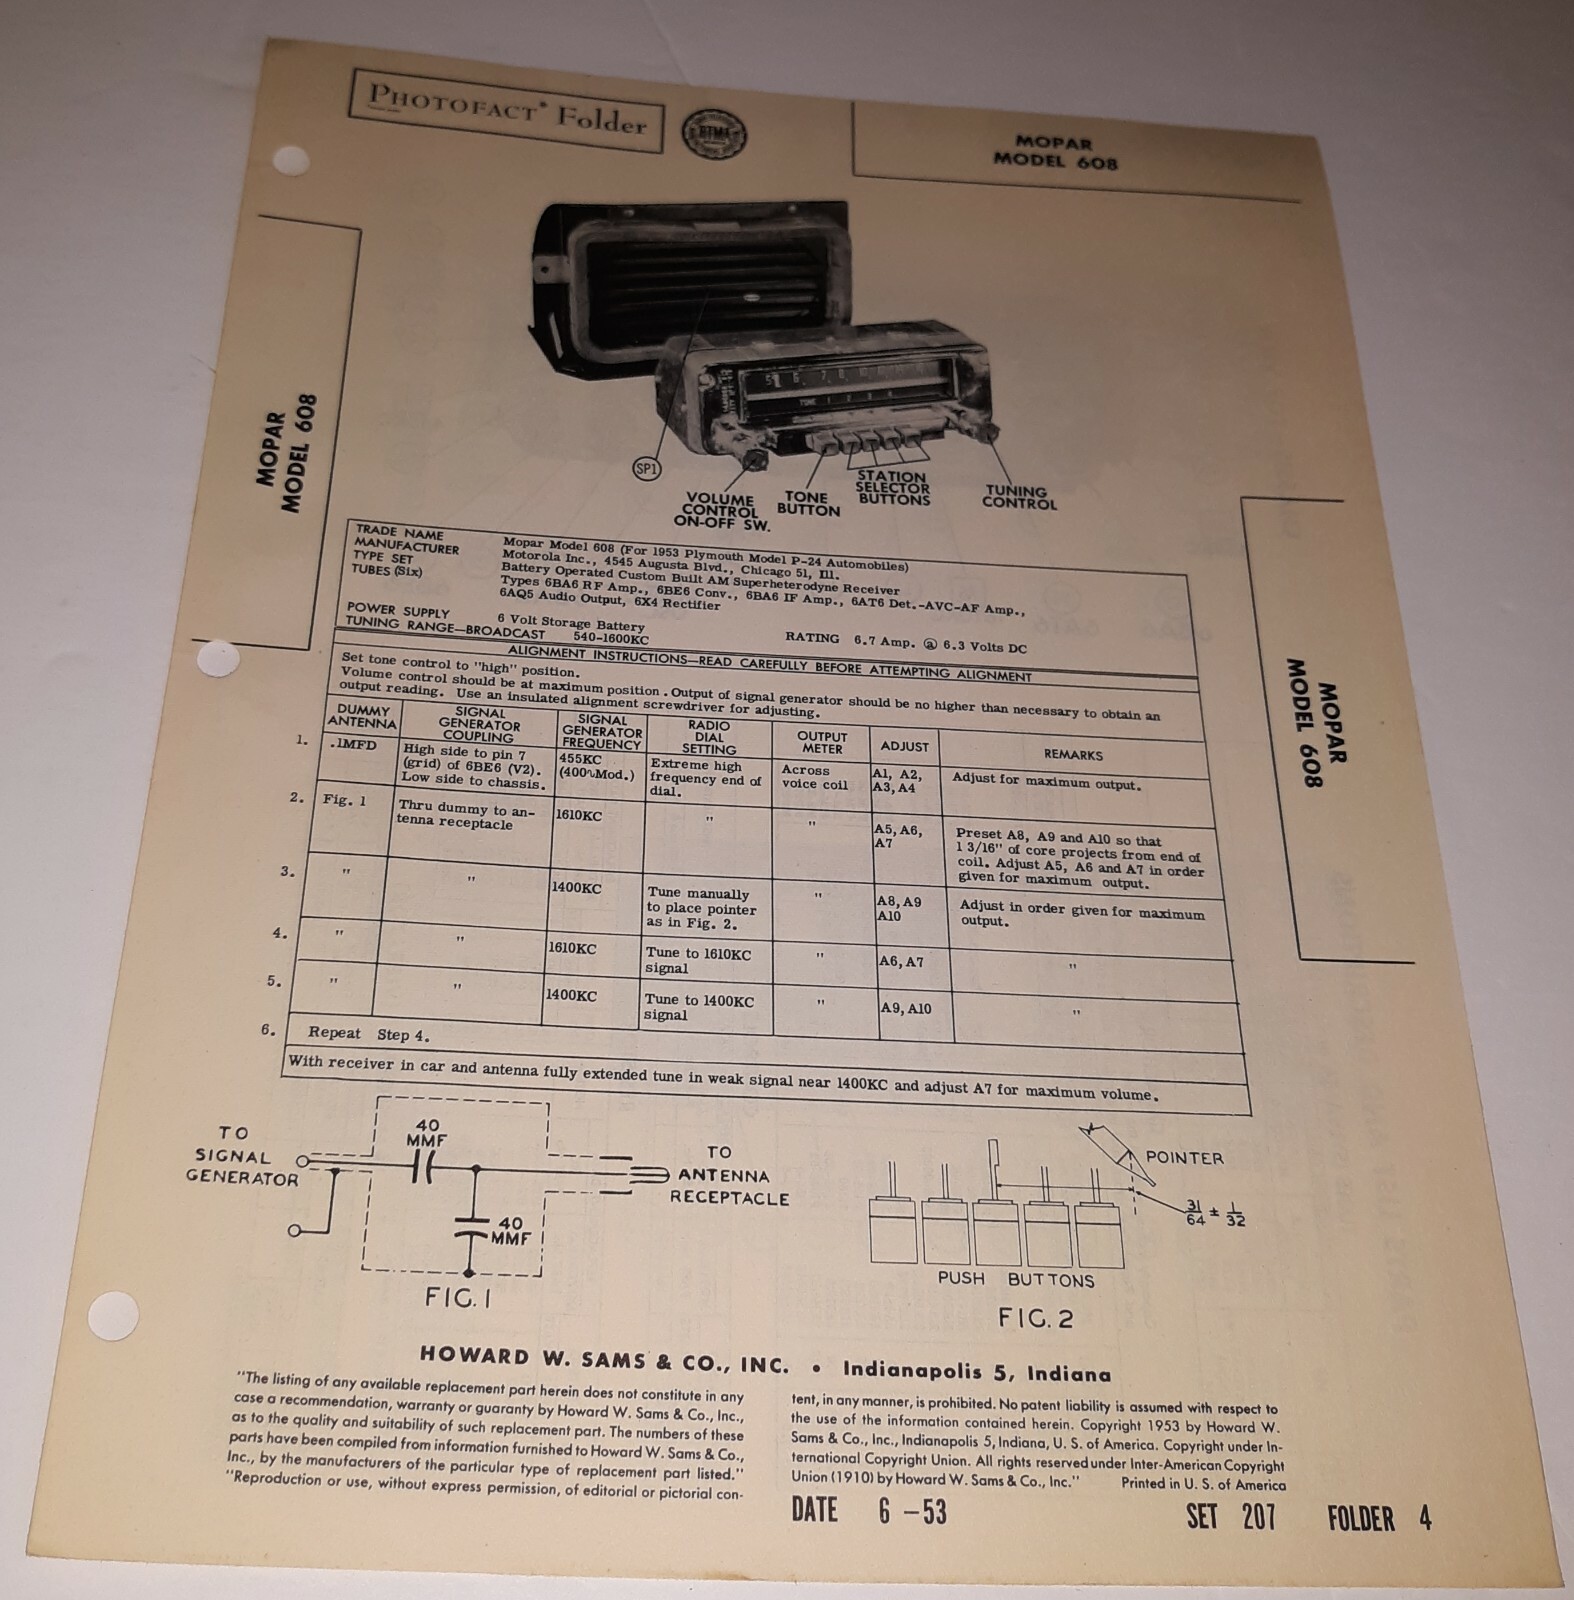 PHOTOFACT® Folder
RTMA
MOPAR
MODEL 608
MOPAR
MODEL 608
MOPAR
MODEL 608
SP1
VOLUME
CONTROL
ON-OFF SW.
TONE
BUTTON
STATION
SELECTOR
BUTTONS
TUNING
CONTROL
TRADE NAME Mopar Model 608 (For 1953 Plymouth Model P-24 Automobiles)
MANUFACTURER Motorola Inc., 4545 Augusta Blvd., Chicago 51, Ill.
TYPE SET Battery Operated Custom Built AM Superheterodyne Receiver
TUBES (Six) Types 6BA6 RF Amp., 6BE6 Conv., 6BA6 IF Amp., 6AT6 Det.-AVC-AF Amp.,
6AQ5 Audio Output, 6X4 Rectifier
POWER SUPPLY 6 Volt Storage Battery RATING 6.7 Amp. @ 6.3 Volts DC
TUNING RANGE—BROADCAST 540-1600KC
ALIGNMENT INSTRUCTIONS—READ CAREFULLY BEFORE ATTEMPTING ALIGNMENT
Set tone control to "high" position.
Volume control should be at maximum position. Output of signal generator should be no higher than necessary to obtain an
output reading. Use an insulated alignment screwdriver for adjusting.
DUMMY
ANTENNA
SIGNAL
GENERATOR
COUPLING
SIGNAL
GENERATOR
FREQUENCY
RADIO
DIAL
SETTING
OUTPUT
METER
ADJUST
REMARKS
1.
.1MFD
High side to pin 7
(grid) of 6BE6 (V2).
Low side to chassis.
455KC
(400∿Mod.)
Extreme high
frequency end of
dial.
Across
voice coil
A1, A2,
A3, A4
Adjust for maximum output.
2.
Fig. 1
Thru dummy to an-
tenna receptacle
1610KC
"
"
A5, A6,
A7
Preset A8, A9 and A10 so that
1 3/16" of core projects from end of
coil. Adjust A5, A6 and A7 in order
given for maximum output.
3.
"
"
1400KC
Tune manually
to place pointer
as in Fig. 2.
"
A8, A9
A10
Adjust in order given for maximum
output.
4.
"
"
1610KC
Tune to 1610KC
signal
"
A6, A7
"
5.
"
"
1400KC
Tune to 1400KC
signal
"
A9, A10
"
6.
Repeat Step 4.
With receiver in car and antenna fully extended tune in weak signal near 1400KC and adjust A7 for maximum volume.
TO
SIGNAL
GENERATOR
40
MMF
40
MMF
TO
ANTENNA
RECEPTACLE
FIG. 1
POINTER
31/64 ± 1/32
PUSH BUTTONS
FIG. 2
HOWARD W. SAMS & CO., INC. • Indianapolis 5, Indiana
"The listing of any available replacement part herein does not constitute in any
case a recommendation, warranty or guaranty by Howard W. Sams & Co., Inc.,
as to the quality and suitability of such replacement part. The numbers of these
parts have been compiled from information furnished to Howard W. Sams & Co.,
Inc., by the manufacturers of the particular type of replacement part listed."
"Reproduction or use, without express permission, of editorial or pictorial con-
tent, in any manner, is prohibited. No patent liability is assumed with respect to
the use of the information contained herein. Copyright 1953 by Howard W.
Sams & Co., Inc., Indianapolis 5, Indiana, U. S. of America. Copyright under In-
ternational Copyright Union. All rights reserved under Inter-American Copyright
Union (1910) by Howard W. Sams & Co., Inc." Printed in U. S. of America
DATE 6 -53 SET 207 FOLDER 4